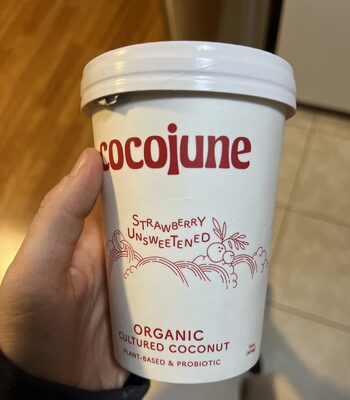 cocojune
STRAWBERRY
UNSWEETENED
ORGANIC
CULTURED COCONUT
PLANT-BASED & PROBIOTIC